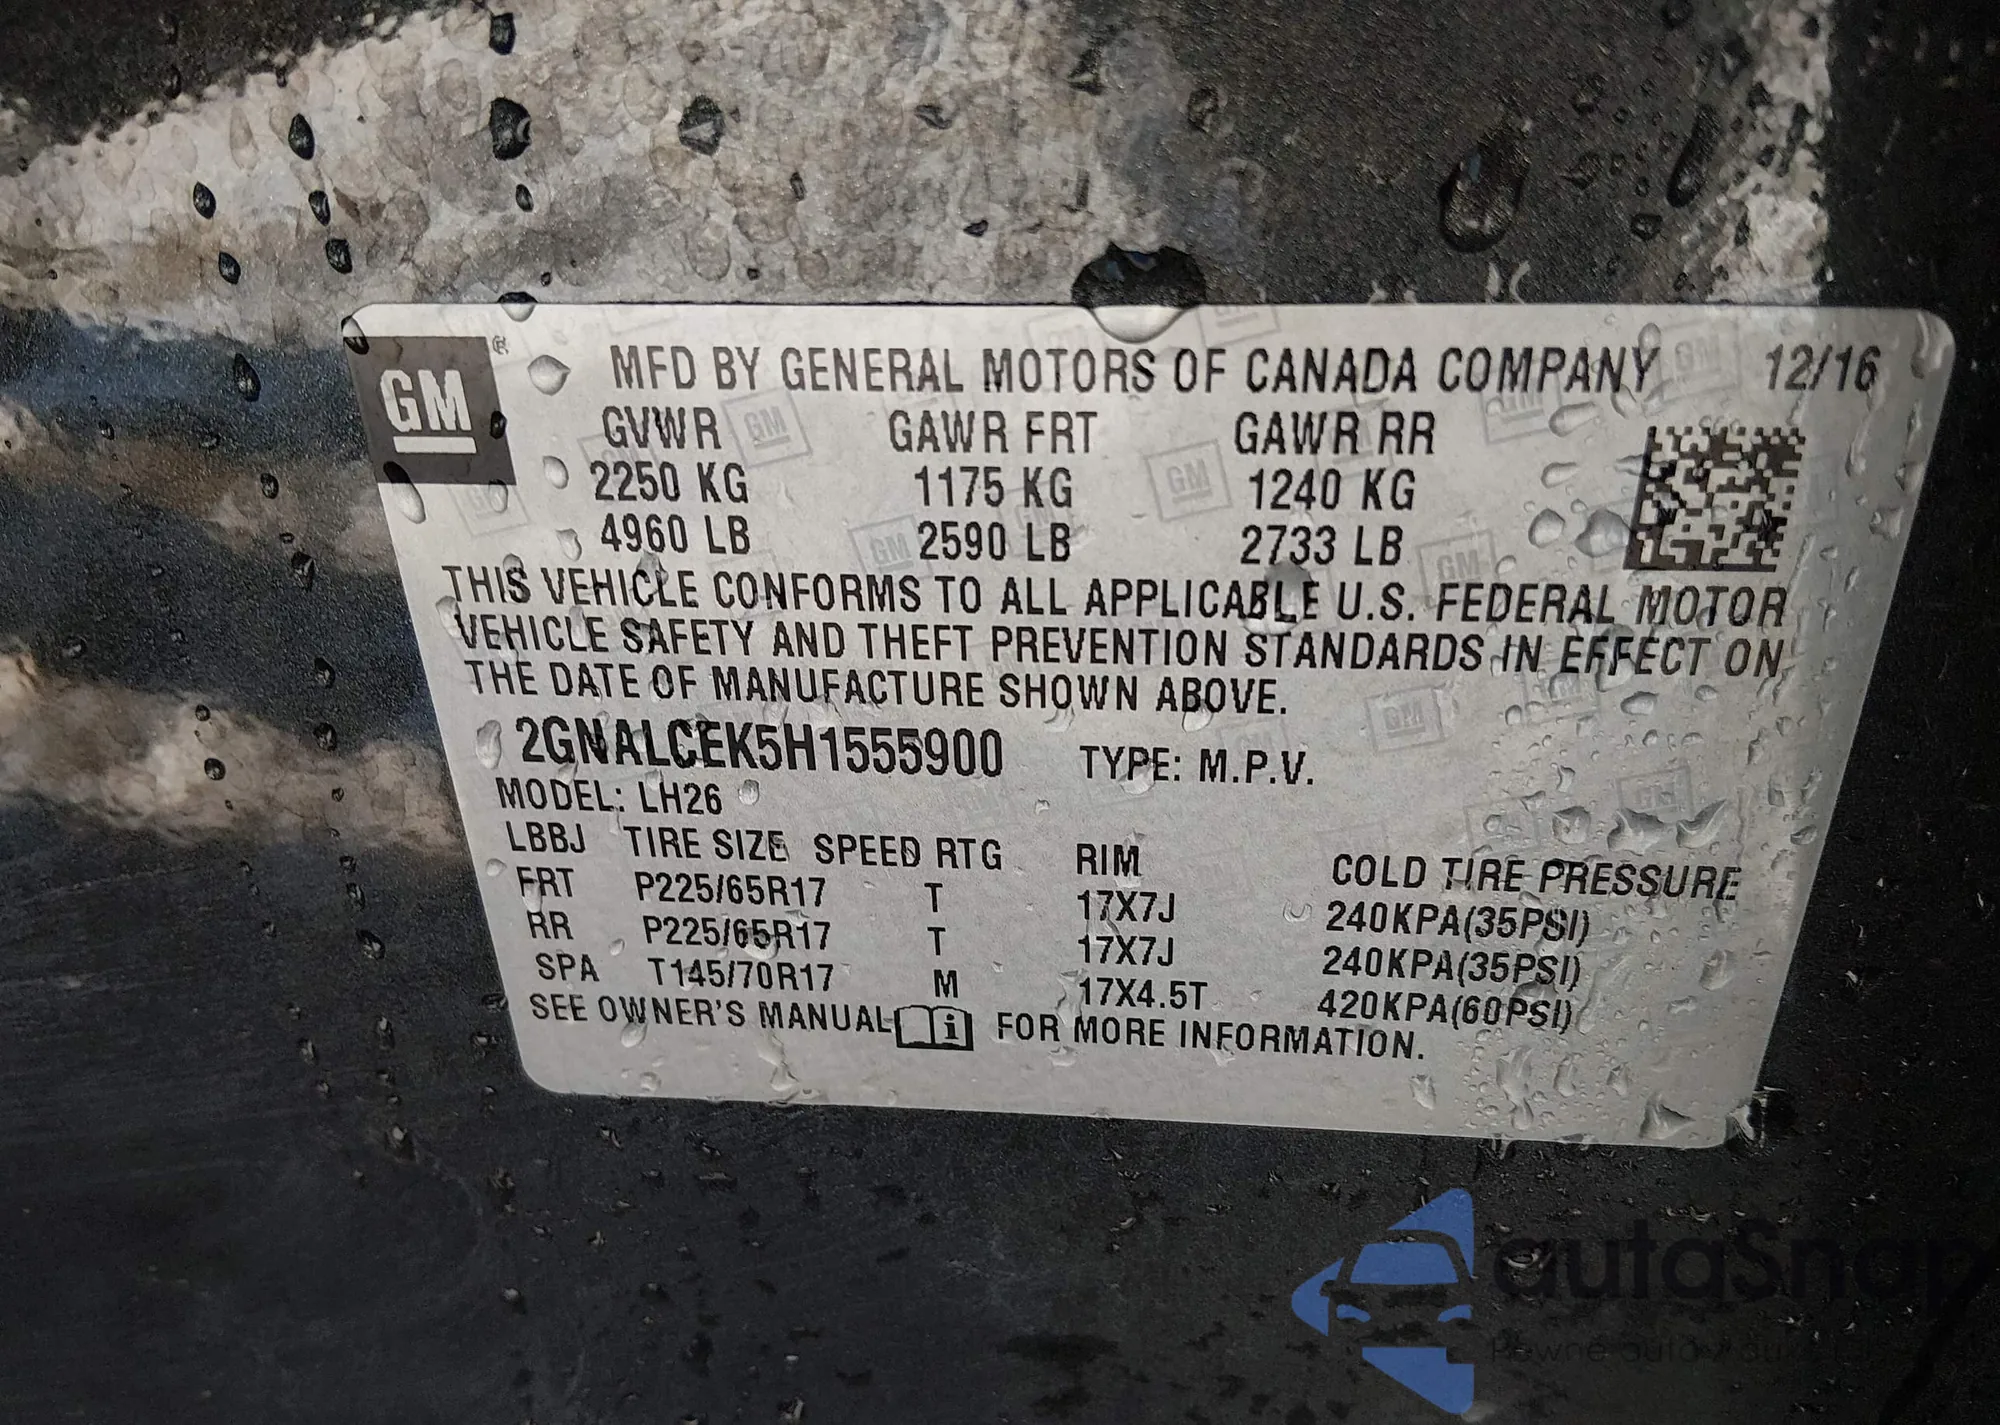 GM ® MFD BY GENERAL MOTORS OF CANADA COMPANY 12/16
GVWR GAWR FRT GAWR RR
2250 KG 1175 KG 1240 KG
4960 LB 2590 LB 2733 LB
THIS VEHICLE CONFORMS TO ALL APPLICABLE U.S. FEDERAL MOTOR
VEHICLE SAFETY AND THEFT PREVENTION STANDARDS IN EFFECT ON
THE DATE OF MANUFACTURE SHOWN ABOVE.
2GNALCEK5H1555900 TYPE: M.P.V.
MODEL: LH26
LBBJ TIRE SIZE SPEED RTG RIM COLD TIRE PRESSURE
FRT P225/65R17 T 17X7J 240KPA(35PSI)
RR P225/65R17 T 17X7J 240KPA(35PSI)
SPA T145/70R17 M 17X4.5T 420KPA(60PSI)
SEE OWNER'S MANUAL i FOR MORE INFORMATION.
autaSnap